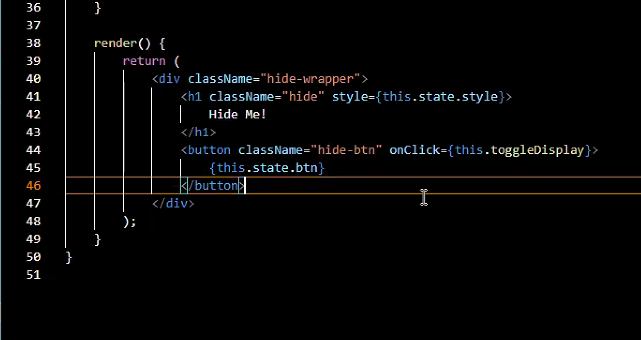 36 }
37
38 render() {
39 return (
40 <div className="hide-wrapper">
41 <h1 className="hide" style={this.state.style}>
42 Hide Me!
43 </h1>
44 <button className="hide-btn" onClick={this.toggleDisplay}>
45 {this.state.btn}
46 </button>
47 </div>
48 );
49 }
50 }
51